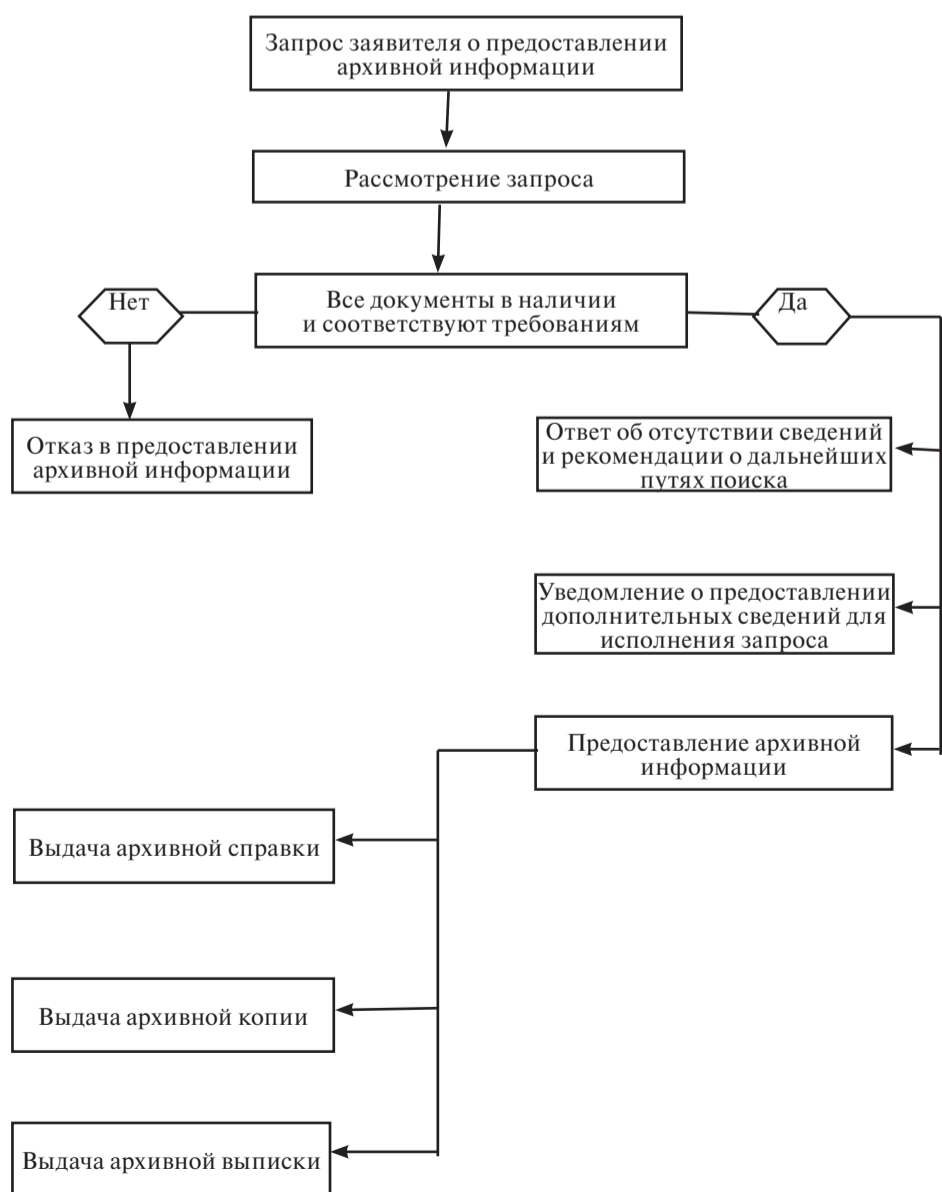 Запрос заявителя о предоставлении
архивной информации
Рассмотрение запроса
Все документы в наличии
и соответствуют требованиям
Нет
Да
Отказ в предоставлении
архивной информации
Ответ об отсутствии сведений
и рекомендации о дальнейших
путях поиска
Уведомление о предоставлении
дополнительных сведений для
исполнения запроса
Предоставление архивной
информации
Выдача архивной справки
Выдача архивной копии
Выдача архивной выписки